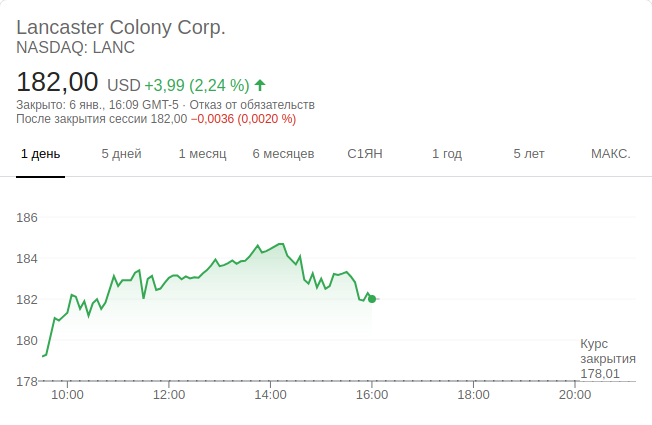 Lancaster Colony Corp.
NASDAQ: LANC
182,00 USD +3,99 (2,24 %)
Закрыто: 6 янв., 16:09 GMT-5 · Отказ от обязательств
После закрытия сессии 182,00 −0,0036 (0,0020 %)
1 день 5 дней 1 месяц 6 месяцев С1ЯН 1 год 5 лет МАКС.
186
184
182
180
Курс
закрытия
178,01
178
10:00 12:00 14:00 16:00 18:00 20:00